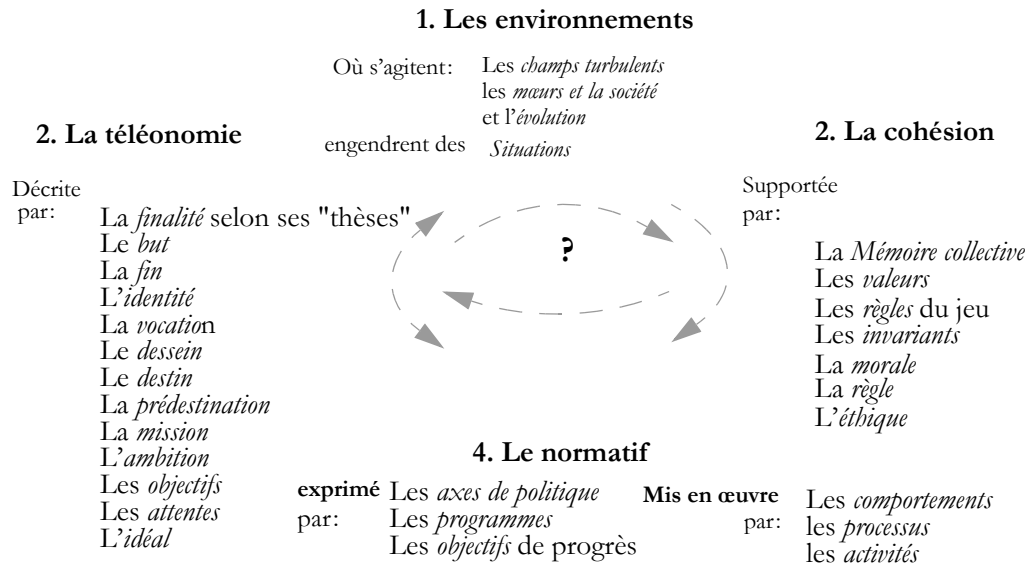 1. Les environnements
Où s'agitent:
Les champs turbulents
les mœurs et la société
et l'évolution
engendrent des
Situations
2. La téléonomie
Décrite
par:
La finalité selon ses "thèses"
Le but
La fin
L'identité
La vocation
Le dessein
Le destin
La prédestination
La mission
L'ambition
Les objectifs
Les attentes
L'idéal
?
2. La cohésion
Supportée
par:
La Mémoire collective
Les valeurs
Les règles du jeu
Les invariants
La morale
La règle
L'éthique
4. Le normatif
exprimé
par:
Les axes de politique
Les programmes
Les objectifs de progrès
Mis en œuvre
par:
Les comportements
les processus
les activités